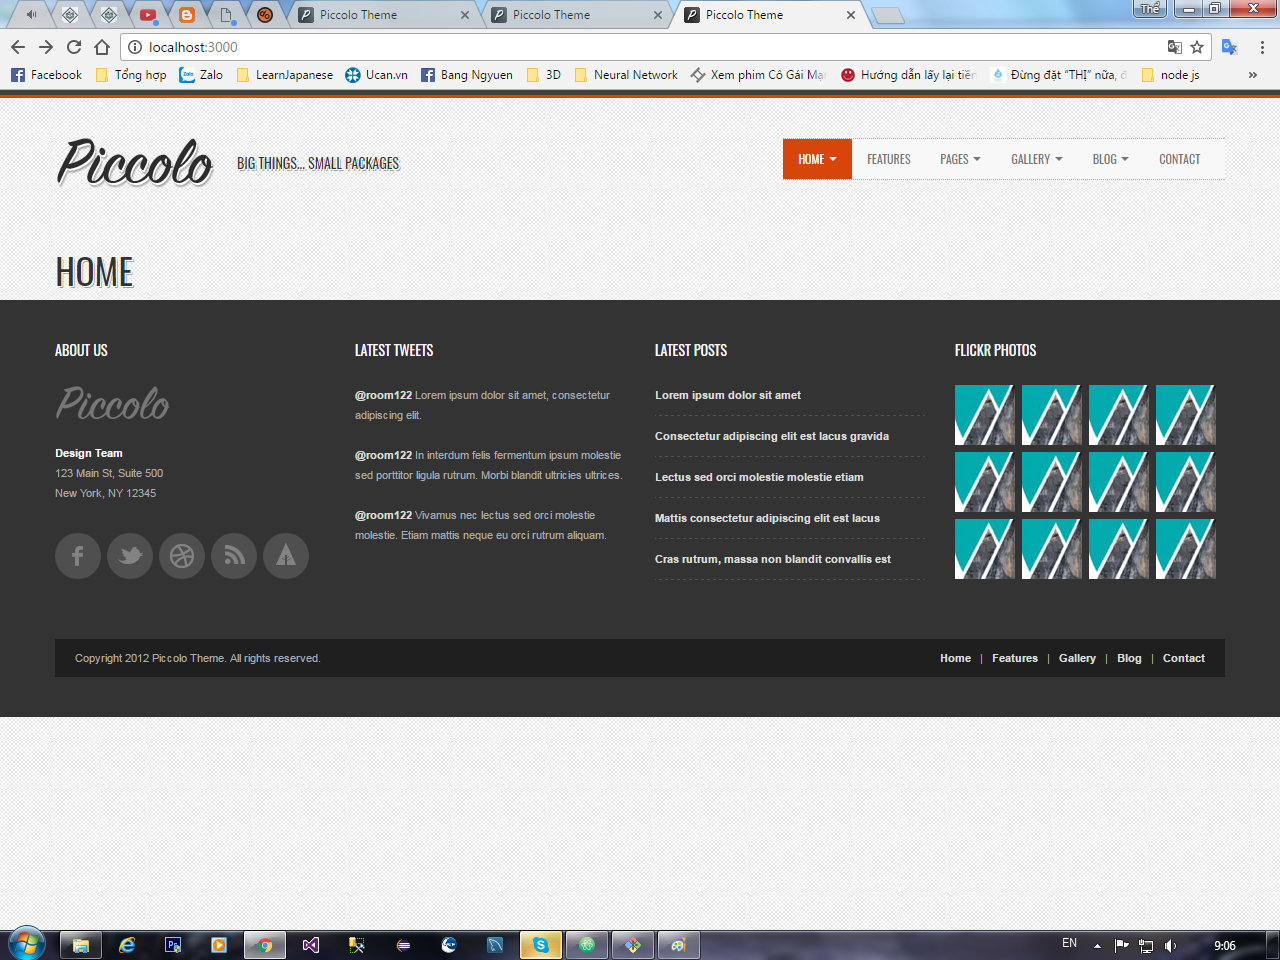 Piccolo Theme
Piccolo Theme
Piccolo Theme
Thế
localhost:3000
Facebook
Tổng hợp
Zalo
LearnJapanese
Ucan.vn
Bang Nguyen
3D
Neural Network
Xem phim Cô Gái
Hướng dẫn lấy lại tiền
Đừng đặt “THỊ” nữa,
node js
»
Piccolo
BIG THINGS... SMALL PACKAGES
HOME
FEATURES
PAGES
GALLERY
BLOG
CONTACT
HOME
ABOUT US
Piccolo
Design Team
123 Main St, Suite 500
New York, NY 12345
LATEST TWEETS
@room122 Lorem ipsum dolor sit amet, consectetur
adipiscing elit.
@room122 In interdum felis fermentum ipsum molestie
sed porttitor ligula rutrum. Morbi blandit ultricies ultrices.
@room122 Vivamus nec lectus sed orci molestie
molestie. Etiam mattis neque eu orci rutrum aliquam.
LATEST POSTS
Lorem ipsum dolor sit amet
Consectetur adipiscing elit est lacus gravida
Lectus sed orci molestie molestie etiam
Mattis consectetur adipiscing elit est lacus
Cras rutrum, massa non blandit convallis est
FLICKR PHOTOS
Copyright 2012 Piccolo Theme. All rights reserved.
Home | Features | Gallery | Blog | Contact
EN
9:06